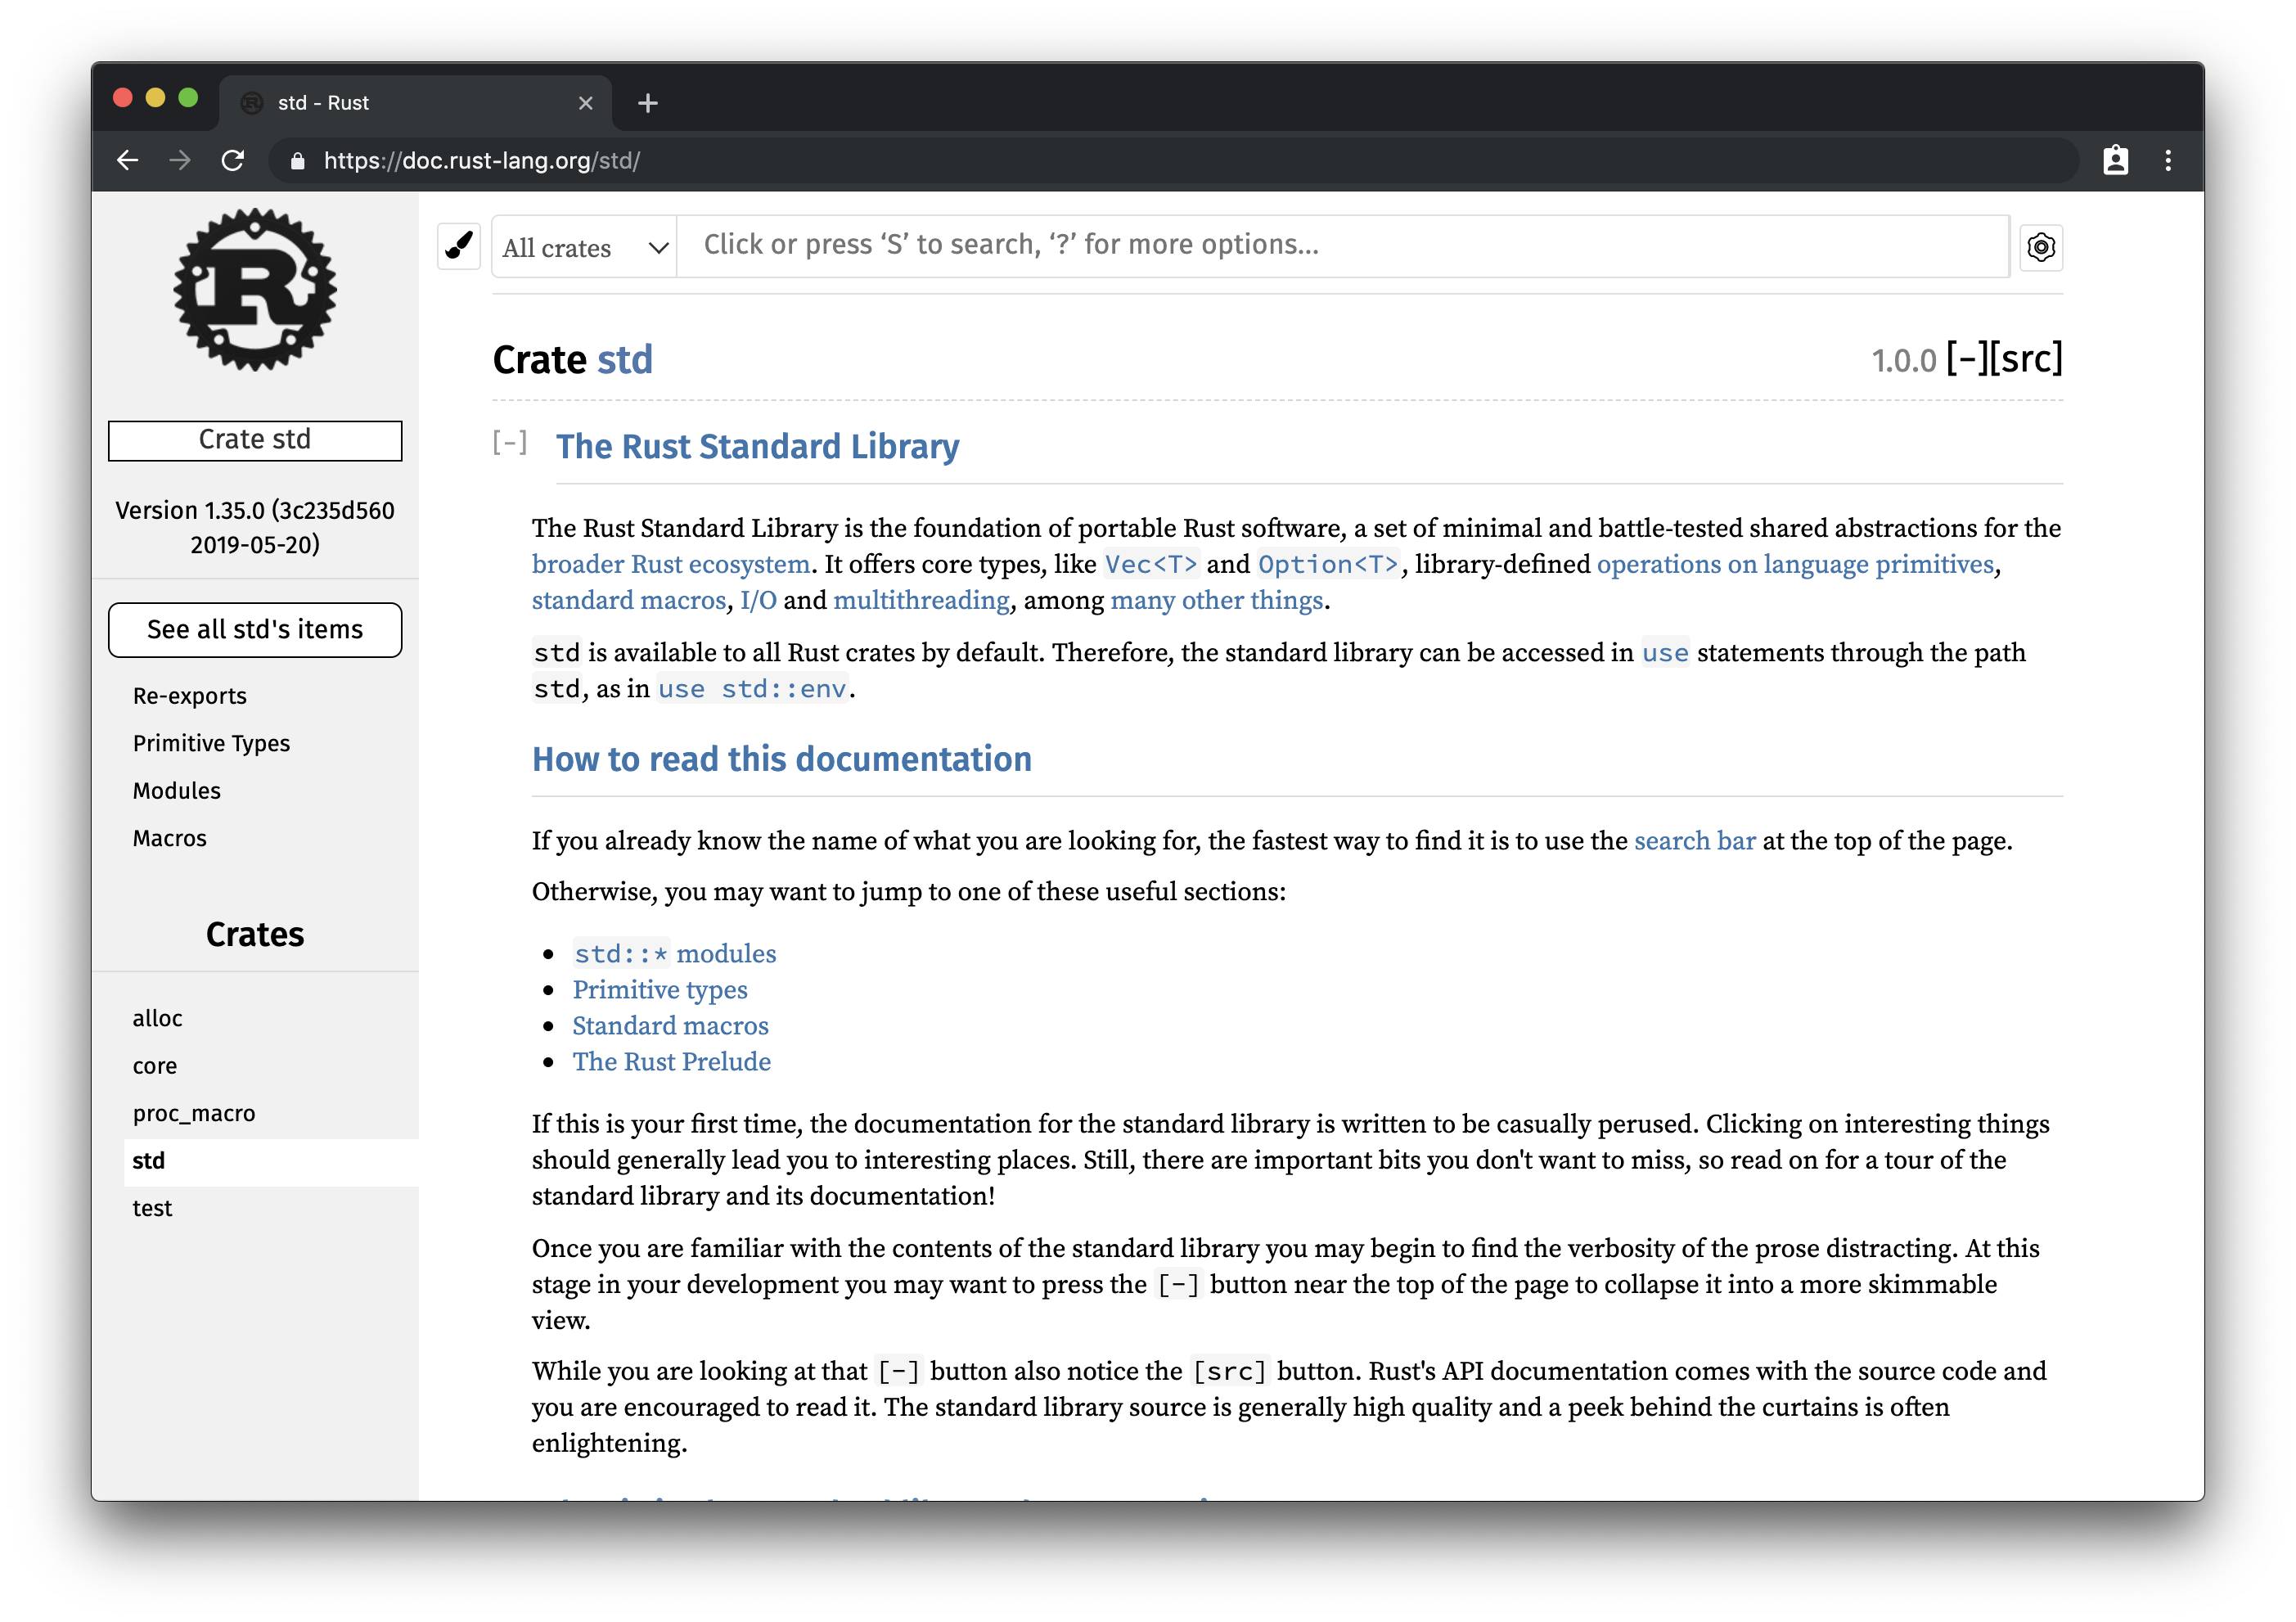 std - Rust
https://doc.rust-lang.org/std/
R
All crates
Click or press ‘S’ to search, ‘?’ for more options...
Crate std
Version 1.35.0 (3c235d560
2019-05-20)
See all std's items
Re-exports
Primitive Types
Modules
Macros
Crates
alloc
core
proc_macro
std
test
Crate std
1.0.0 [-][src]
[-] The Rust Standard Library
The Rust Standard Library is the foundation of portable Rust software, a set of minimal and battle-tested shared abstractions for the
broader Rust ecosystem. It offers core types, like Vec<T> and Option<T>, library-defined operations on language primitives,
standard macros, I/O and multithreading, among many other things.
std is available to all Rust crates by default. Therefore, the standard library can be accessed in use statements through the path
std, as in use std::env.
How to read this documentation
If you already know the name of what you are looking for, the fastest way to find it is to use the search bar at the top of the page.
Otherwise, you may want to jump to one of these useful sections:
• std::* modules
• Primitive types
• Standard macros
• The Rust Prelude
If this is your first time, the documentation for the standard library is written to be casually perused. Clicking on interesting things
should generally lead you to interesting places. Still, there are important bits you don't want to miss, so read on for a tour of the
standard library and its documentation!
Once you are familiar with the contents of the standard library you may begin to find the verbosity of the prose distracting. At this
stage in your development you may want to press the [-] button near the top of the page to collapse it into a more skimmable
view.
While you are looking at that [-] button also notice the [src] button. Rust's API documentation comes with the source code and
you are encouraged to read it. The standard library source is generally high quality and a peek behind the curtains is often
enlightening.